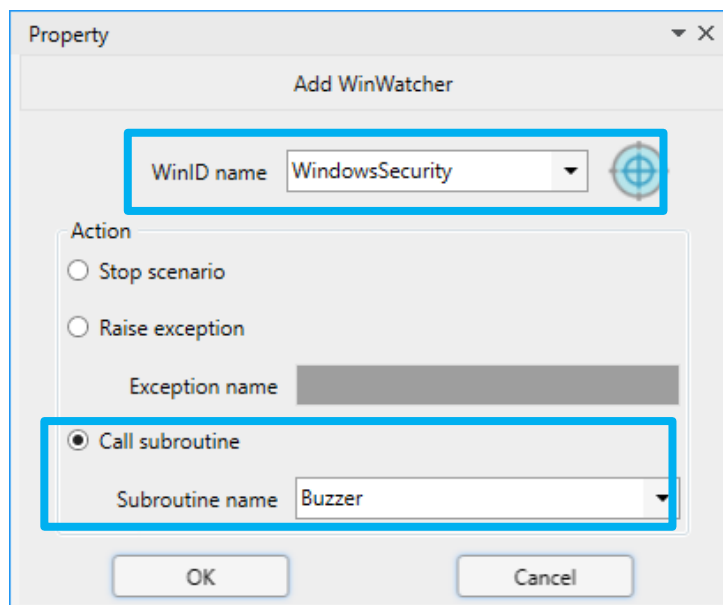 Property
Add WinWatcher
WinID name WindowsSecurity
Action
Stop scenario
Raise exception
Exception name
Call subroutine
Subroutine name Buzzer
OK Cancel